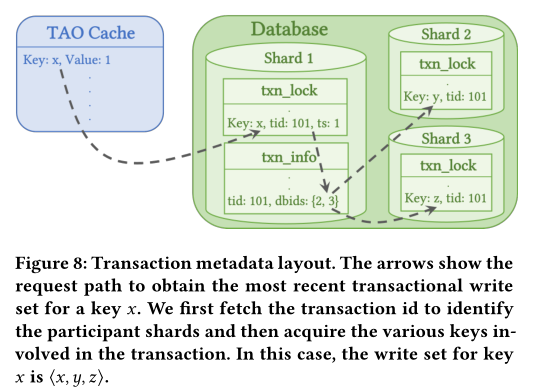 TAO Cache
Key: x, Value: 1
.
.
.
.
Database
Shard 1
txn_lock
.
Key: x, tid: 101, ts: 1
txn_info
.
.
tid: 101, dbids: {2, 3}
Shard 2
txn_lock
.
Key: y, tid: 101
Shard 3
txn_lock
.
Key: z, tid: 101
Figure 8: Transaction metadata layout. The arrows show the
request path to obtain the most recent transactional write
set for a key x. We first fetch the transaction id to identify
the participant shards and then acquire the various keys in-
volved in the transaction. In this case, the write set for key
x is ⟨x, y, z⟩.